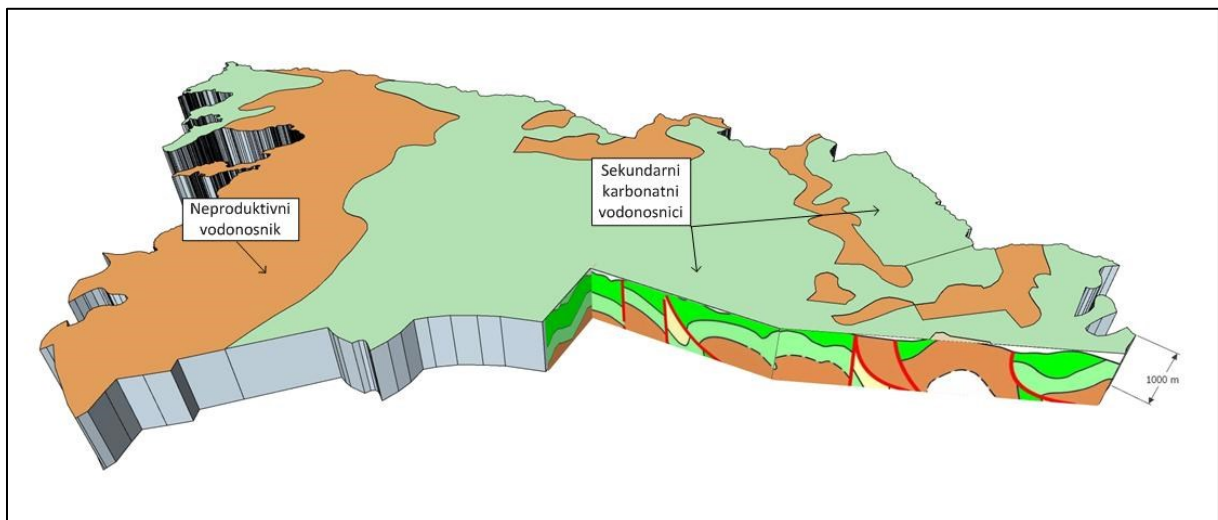 Neproduktivni
vodonosnik
Sekundarni
karbonatni
vodonosnici
1000 m